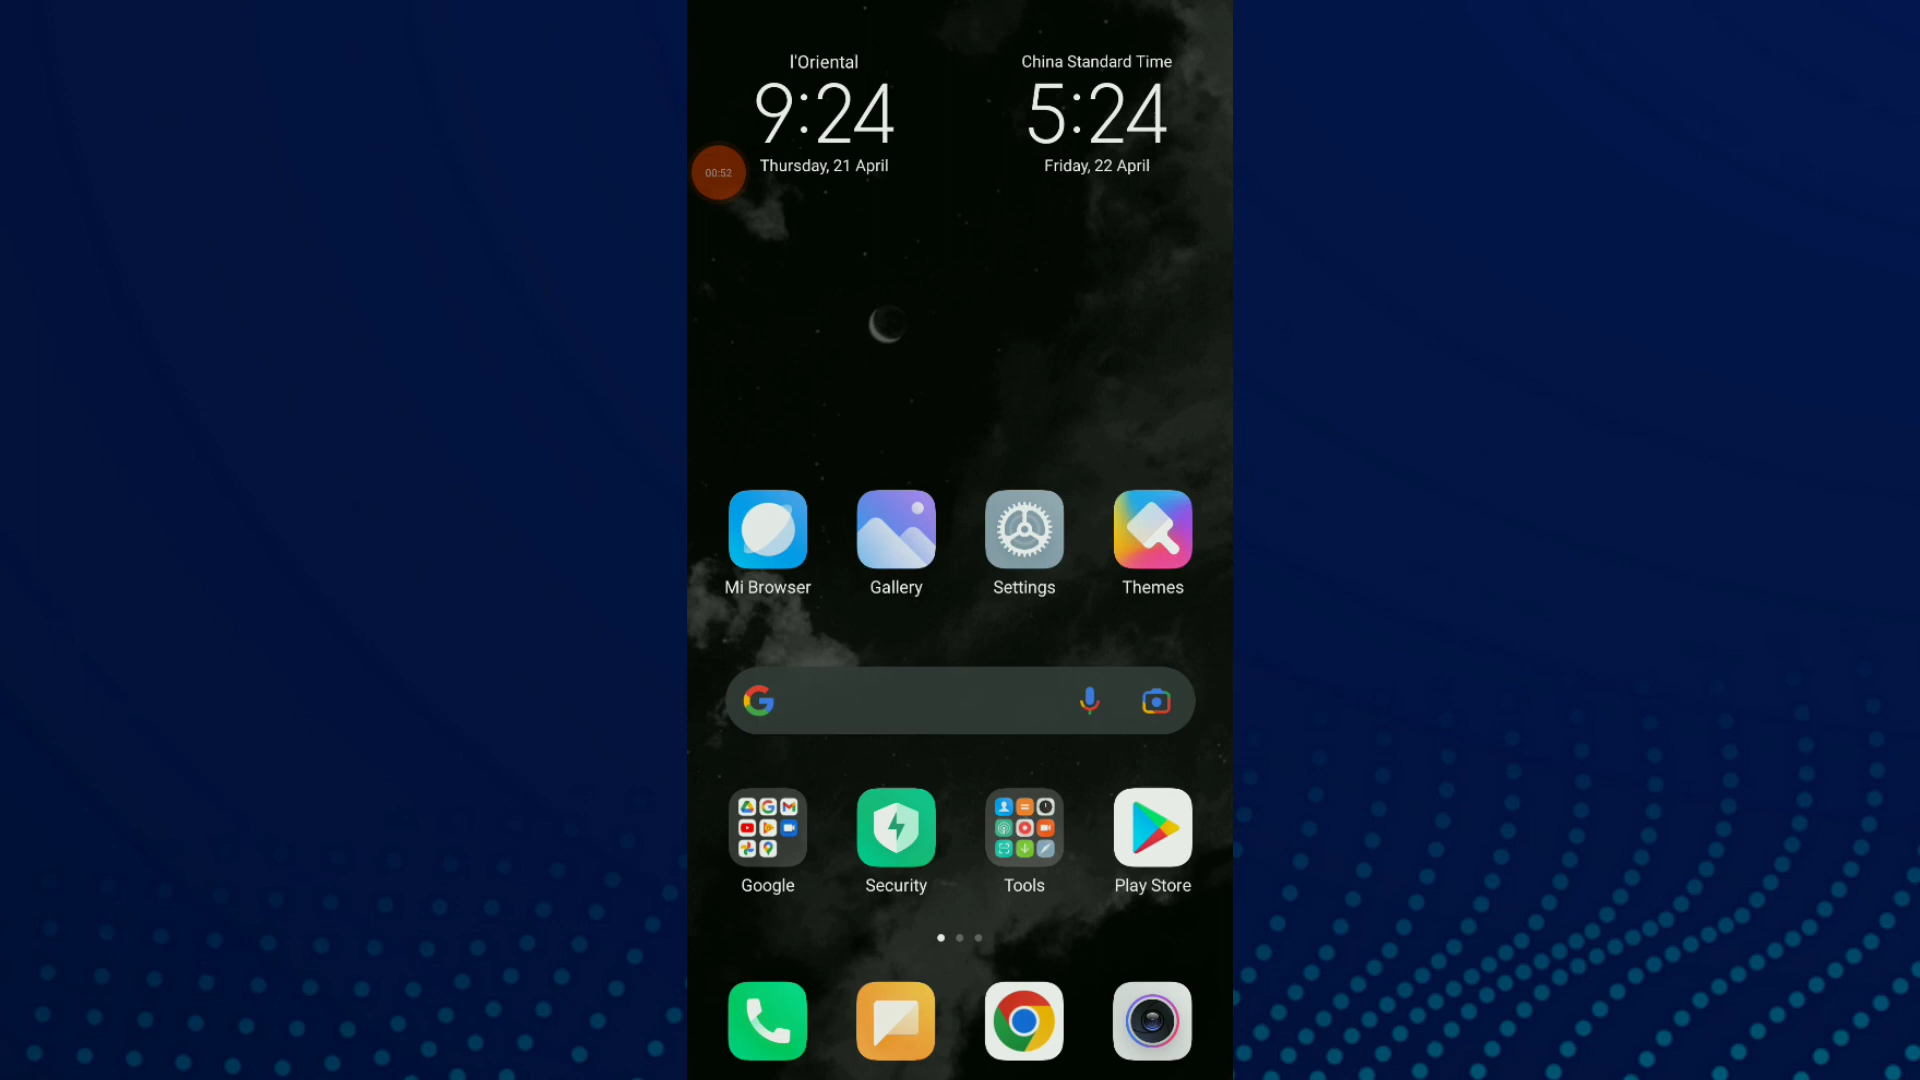 l'Oriental
9:24
Thursday, 21 April
China Standard Time
5:24
Friday, 22 April
00:52
Mi Browser
Gallery
Settings
Themes
Google
Security
Tools
Play Store